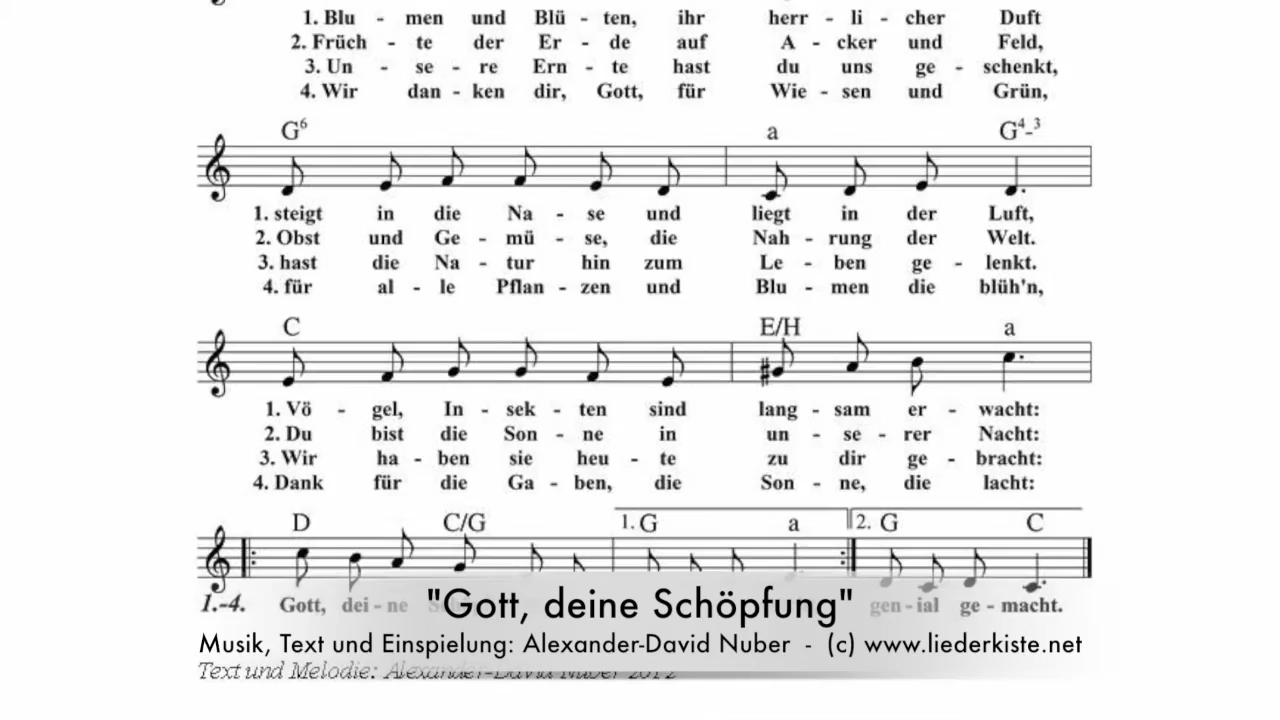 1. Blu - men und Blü - ten, ihr herr - li - cher Duft
2. Früch - te der Er - de auf A - cker und Feld,
3. Un - se - re Ern - te hast du uns ge - schenkt,
4. Wir dan - ken dir, Gott, für Wie - sen und Grün,
G6 a G4-3
1. steigt in die Na - se und liegt in der Luft,
2. Obst und Ge - mü - se, die Nah - rung der Welt.
3. hast die Na - tur hin zum Le - ben ge - lenkt.
4. für al - le Pflan - zen und Blu - men die blüh'n,
C E/H a
1. Vö - gel, In - sek - ten sind lang - sam er - wacht:
2. Du bist die Son - ne in un - se - rer Nacht:
3. Wir ha - ben sie heu - te zu dir ge - bracht:
4. Dank für die Ga - ben, die Son - ne, die lacht:
D C/G 1. G a 2. G C
1.-4. Gott, dei - ne gen - ial ge - macht.
"Gott, deine Schöpfung"
Musik, Text und Einspielung: Alexander-David Nuber - (c) www.liederkiste.net
Text und Melodie: Alexander-David Nuber 2012